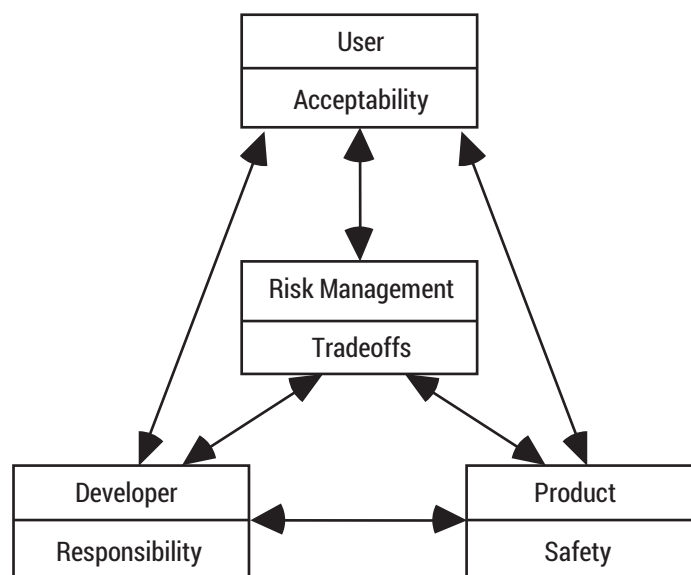 User
Acceptability
Risk Management
Tradeoffs
Developer
Responsibility
Product
Safety